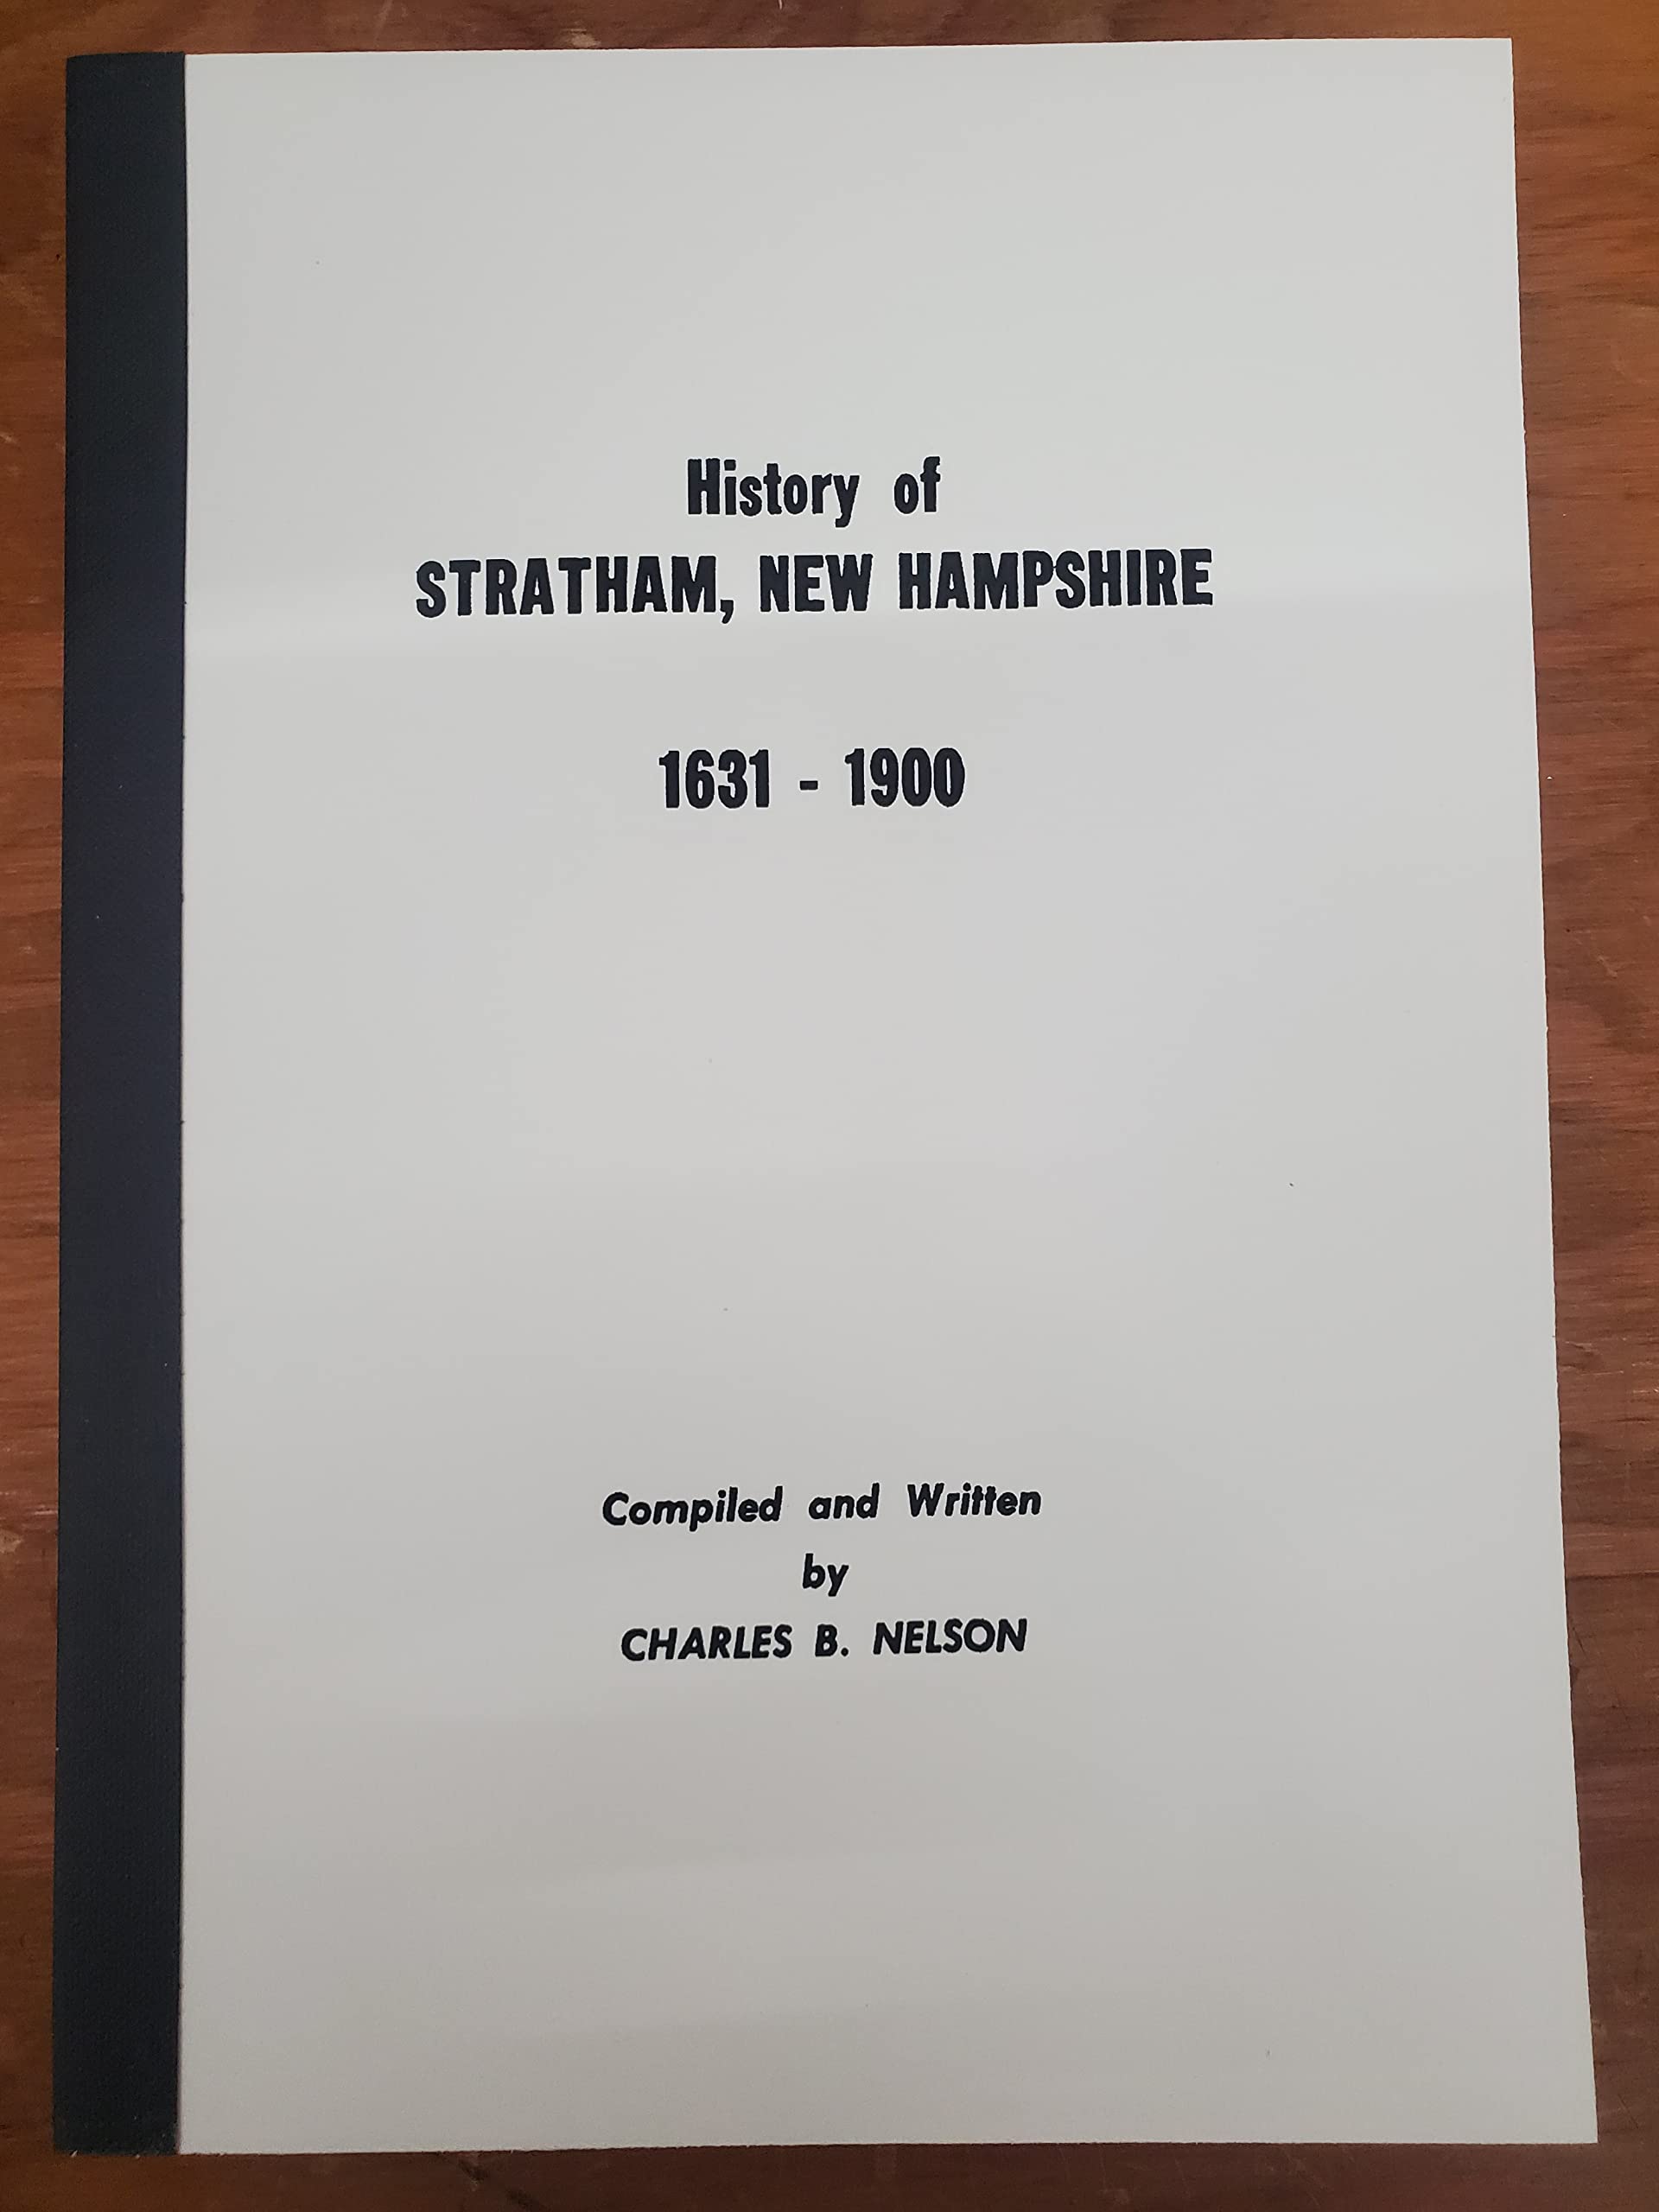 History of
STRATHAM, NEW HAMPSHIRE
1631 - 1900
Compiled and Written
by
CHARLES B. NELSON